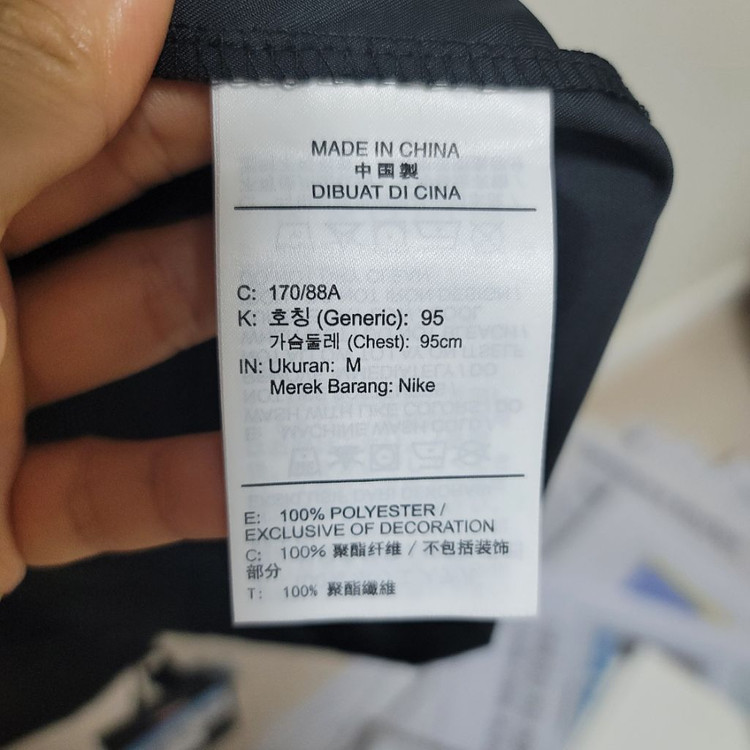 MADE IN CHINA
中国製
DIBUAT DI CINA
C: 170/88A
K: 호칭 (Generic): 95
가슴둘레 (Chest): 95cm
IN: Ukuran: M
Merek Barang: Nike
E: 100% POLYESTER /
EXCLUSIVE OF DECORATION
C: 100% 聚酯纤维 / 不包括装饰
部分
T: 100% 聚酯纖維